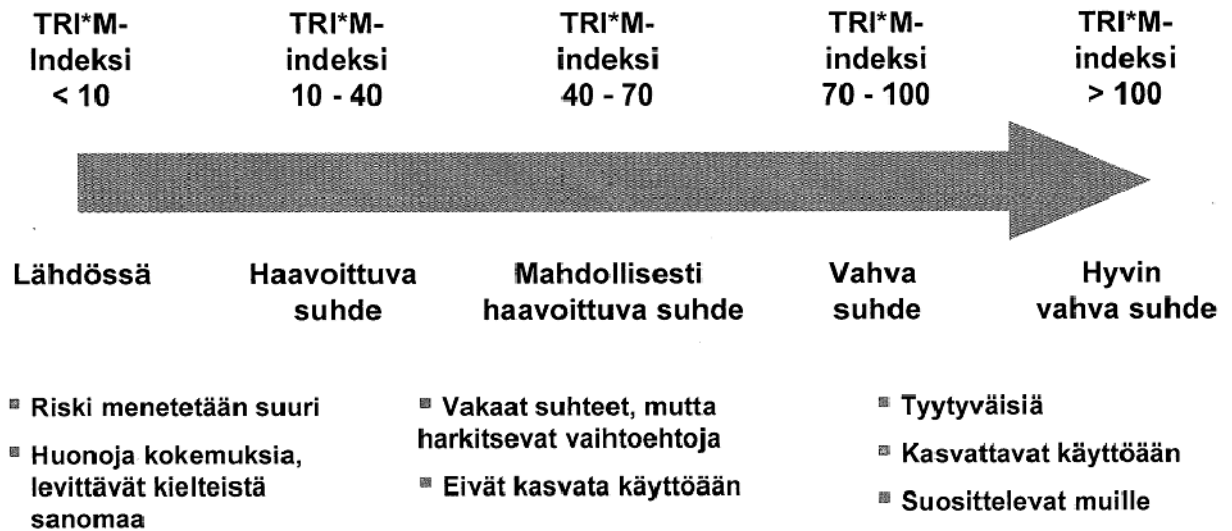 TRI*M-
Indeksi
< 10
TRI*M-
indeksi
10 - 40
TRI*M-
indeksi
40 - 70
TRI*M-
indeksi
70 - 100
TRI*M-
indeksi
> 100
Lähdössä
Haavoittuva
suhde
Mahdollisesti
haavoittuva suhde
Vahva
suhde
Hyvin
vahva suhde
Riski menetetään suuri
Huonoja kokemuksia,
levittävät kielteistä
sanomaa
Vakaat suhteet, mutta
harkitsevat vaihtoehtoja
Eivät kasvata käyttöään
Tyytyväisiä
Kasvattavat käyttöään
Suosittelevat muille